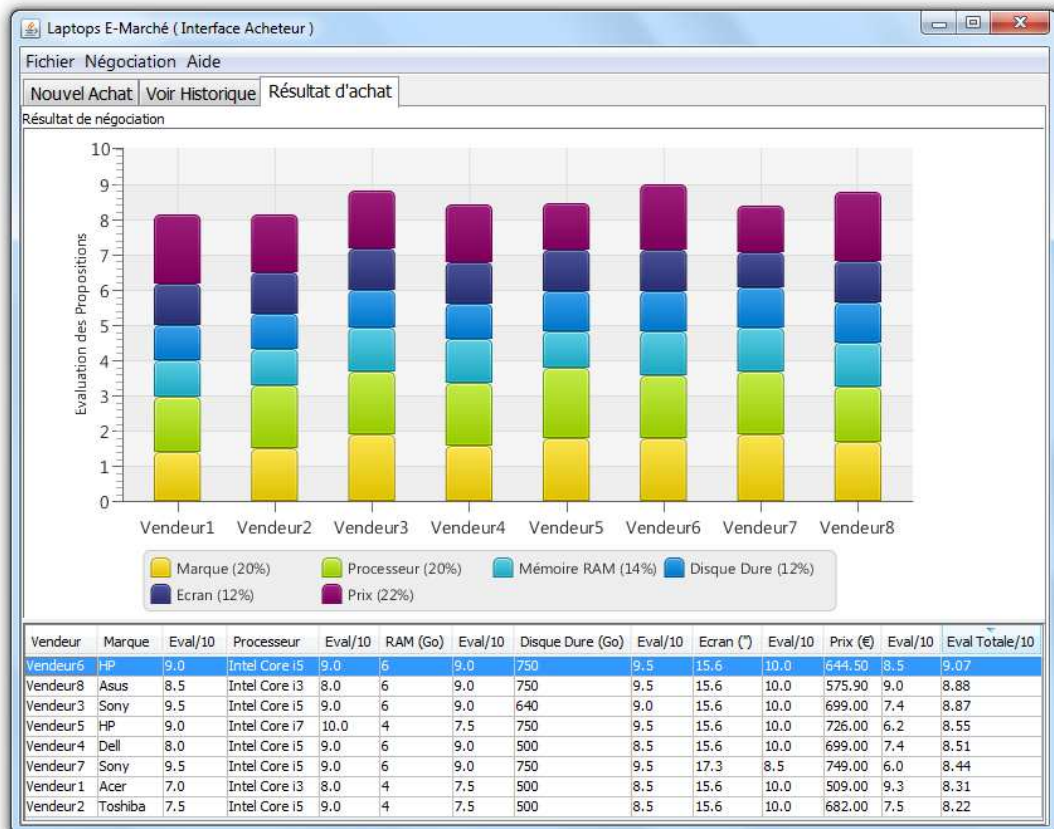 Laptops E-Marché ( Interface Acheteur )
Fichier Négociation Aide
Nouvel Achat Voir Historique Résultat d'achat
Résultat de négociation
10
9
8
7
6
5
4
3
2
1
0
Evaluation des Propositions
Vendeur1 Vendeur2 Vendeur3 Vendeur4 Vendeur5 Vendeur6 Vendeur7 Vendeur8
Marque (20%) Processeur (20%) Mémoire RAM (14%) Disque Dure (12%)
Ecran (12%) Prix (22%)
Vendeur Marque Eval/10 Processeur Eval/10 RAM (Go) Eval/10 Disque Dure (Go) Eval/10 Ecran (") Eval/10 Prix (€) Eval/10 Eval Totale/10
Vendeur6 HP 9.0 Intel Core i5 9.0 6 9.0 750 9.5 15.6 10.0 644.50 8.5 9.07
Vendeur8 Asus 8.5 Intel Core i3 8.0 6 9.0 750 9.5 15.6 10.0 575.90 9.0 8.88
Vendeur3 Sony 9.5 Intel Core i5 9.0 6 9.0 640 9.0 15.6 10.0 699.00 7.4 8.87
Vendeur5 HP 9.0 Intel Core i7 10.0 4 7.5 750 9.5 15.6 10.0 726.00 6.2 8.55
Vendeur4 Dell 8.0 Intel Core i5 9.0 6 9.0 500 8.5 15.6 10.0 699.00 7.4 8.51
Vendeur7 Sony 9.5 Intel Core i5 9.0 6 9.0 750 9.5 17.3 8.5 749.00 6.0 8.44
Vendeur1 Acer 7.0 Intel Core i3 8.0 4 7.5 500 8.5 15.6 10.0 509.00 9.3 8.31
Vendeur2 Toshiba 7.5 Intel Core i5 9.0 4 7.5 500 8.5 15.6 10.0 682.00 7.5 8.22